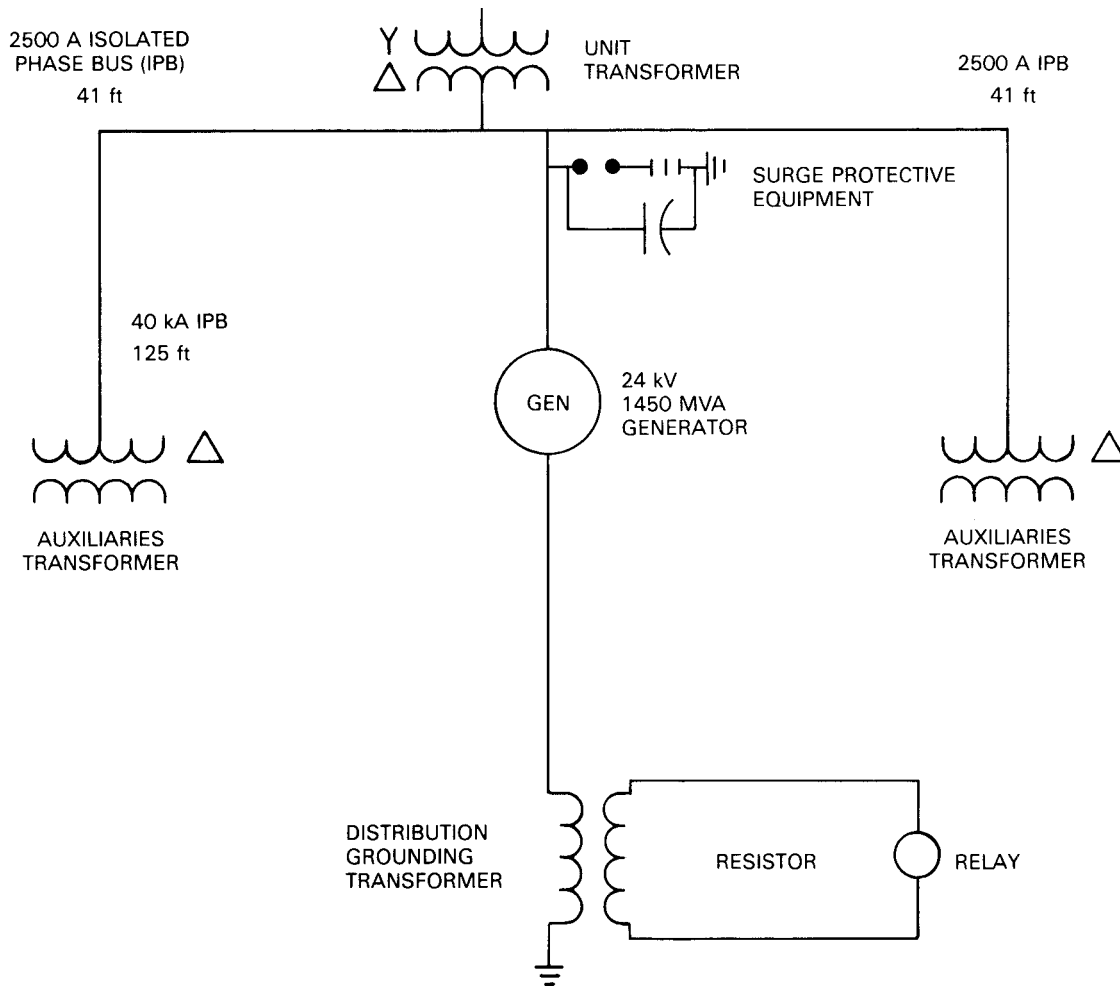 2500 A ISOLATED
PHASE BUS (IPB)
41 ft
Y
UNIT
TRANSFORMER
2500 A IPB
41 ft
SURGE PROTECTIVE
EQUIPMENT
40 kA IPB
125 ft
GEN
24 kV
1450 MVA
GENERATOR
AUXILIARIES
TRANSFORMER
AUXILIARIES
TRANSFORMER
DISTRIBUTION
GROUNDING
TRANSFORMER
RESISTOR
RELAY